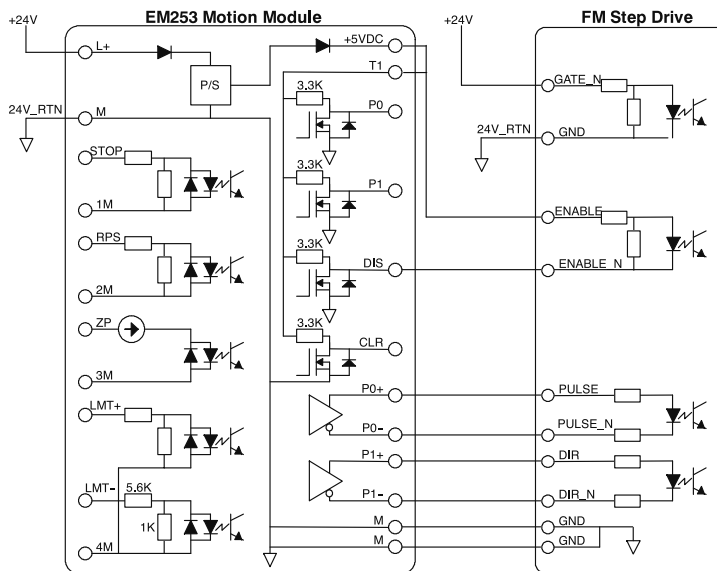 EM253 Motion Module
FM Step Drive
+24V
L+
+5VDC
T1
+24V
P/S
3.3K
P0
GATE_N
24V_RTN
M
24V_RTN
GND
STOP
3.3K
P1
1M
RPS
3.3K
DIS
ENABLE
ENABLE_N
2M
ZP
3.3K
CLR
3M
P0+
PULSE
LMT+
P0-
PULSE_N
P1+
DIR
LMT-
5.6K
P1-
DIR_N
1K
M
GND
4M
M
GND